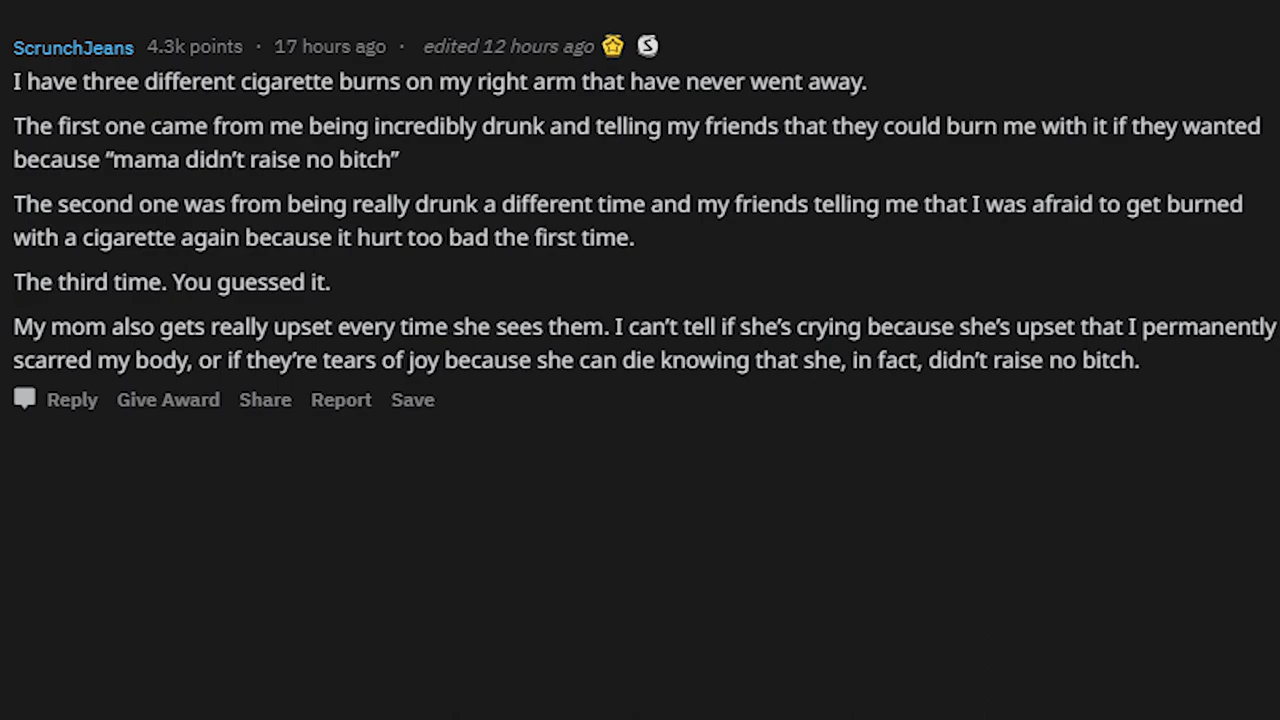 ScrunchJeans 4.3k points · 17 hours ago · edited 12 hours ago
I have three different cigarette burns on my right arm that have never went away.
The first one came from me being incredibly drunk and telling my friends that they could burn me with it if they wanted
because “mama didn’t raise no bitch”
The second one was from being really drunk a different time and my friends telling me that I was afraid to get burned
with a cigarette again because it hurt too bad the first time.
The third time. You guessed it.
My mom also gets really upset every time she sees them. I can’t tell if she’s crying because she’s upset that I permanently
scarred my body, or if they’re tears of joy because she can die knowing that she, in fact, didn’t raise no bitch.
Reply Give Award Share Report Save